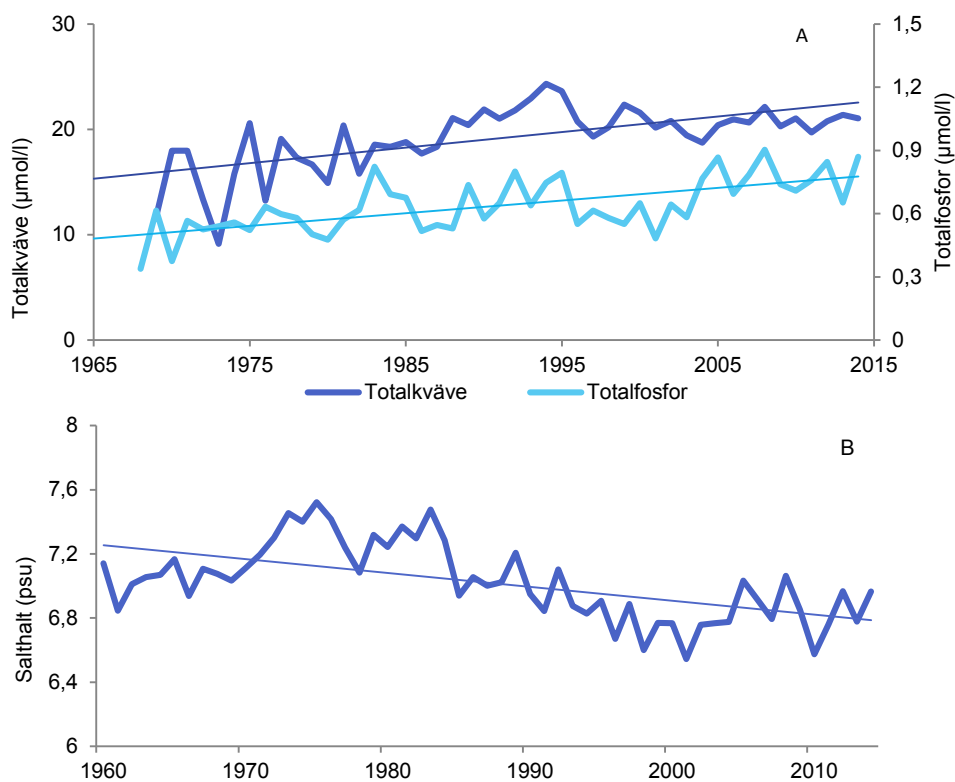 A
Totalkväve (µmol/l)
30
20
10
0
Totalfosfor (µmol/l)
1,5
1,2
0,9
0,6
0,3
0
1965 1975 1985 1995 2005 2015
Totalkväve Totalfosfor
B
Salthalt (psu)
8
7,6
7,2
6,8
6,4
6
1960 1970 1980 1990 2000 2010